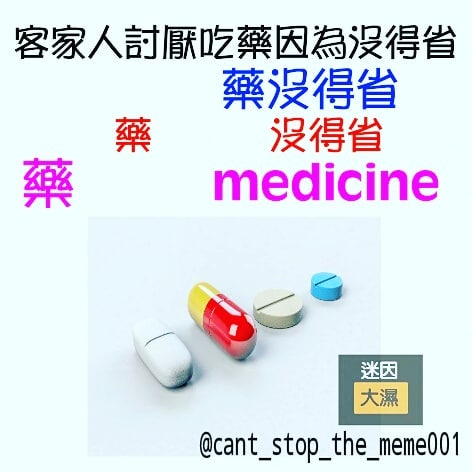 客家人討厭吃藥因為沒得省
藥沒得省
藥 沒得省
藥 medicine
迷因
大濕
@cant_stop_the_meme001